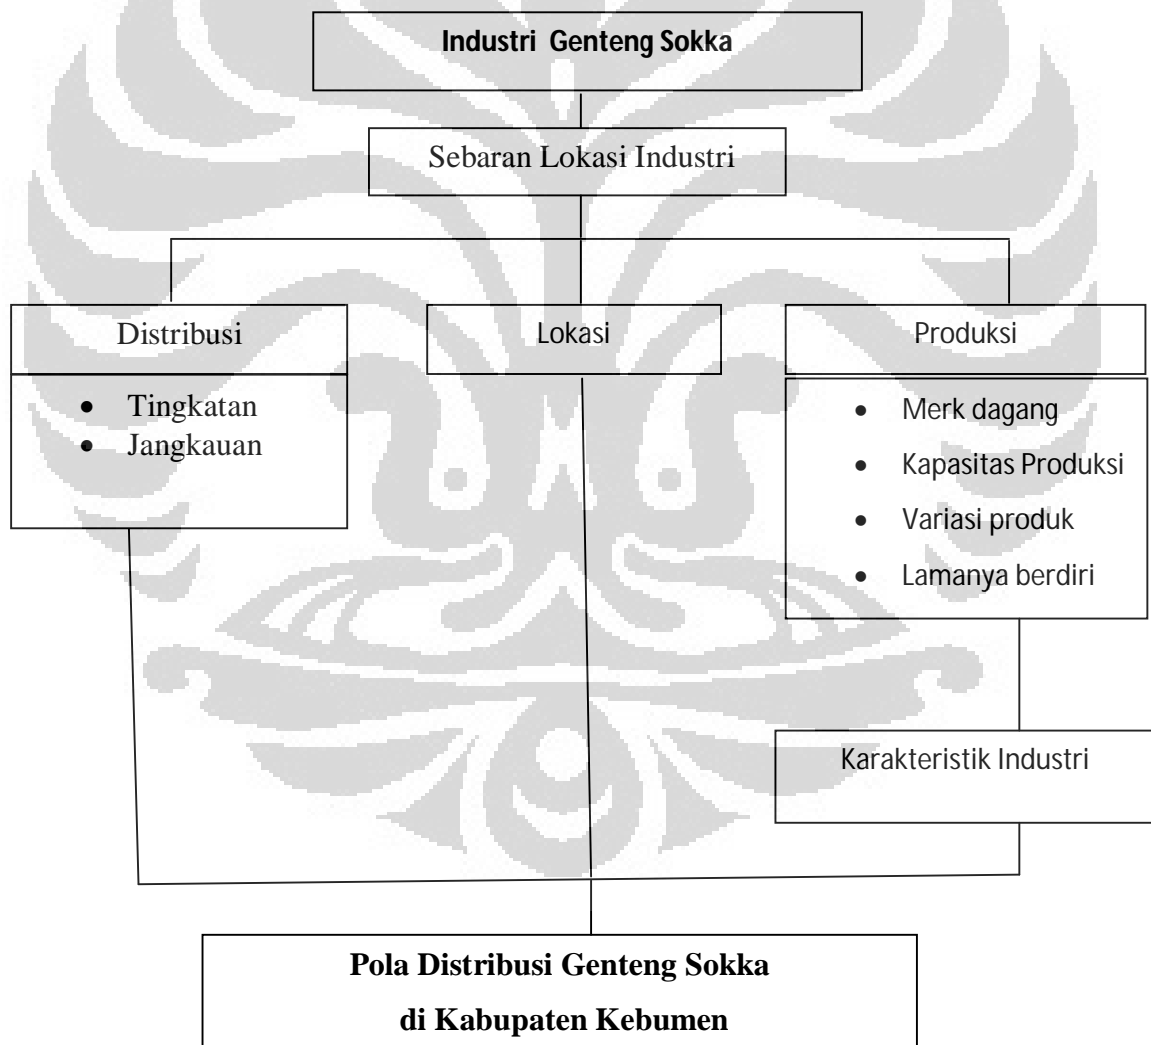 Industri Genteng Sokka
Sebaran Lokasi Industri
Distribusi
• Tingkatan
• Jangkauan
Lokasi
Produksi
• Merk dagang
• Kapasitas Produksi
• Variasi produk
• Lamanya berdiri
Karakteristik Industri
Pola Distribusi Genteng Sokka
di Kabupaten Kebumen